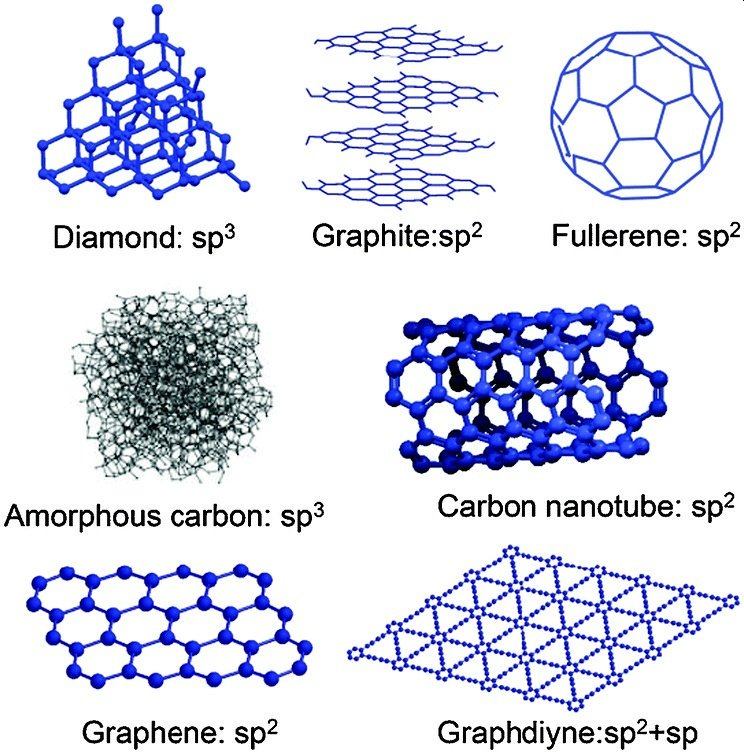 Diamond: sp³
Graphite:sp²
Fullerene: sp²
Amorphous carbon: sp³
Carbon nanotube: sp²
Graphene: sp²
Graphdiyne:sp²+sp